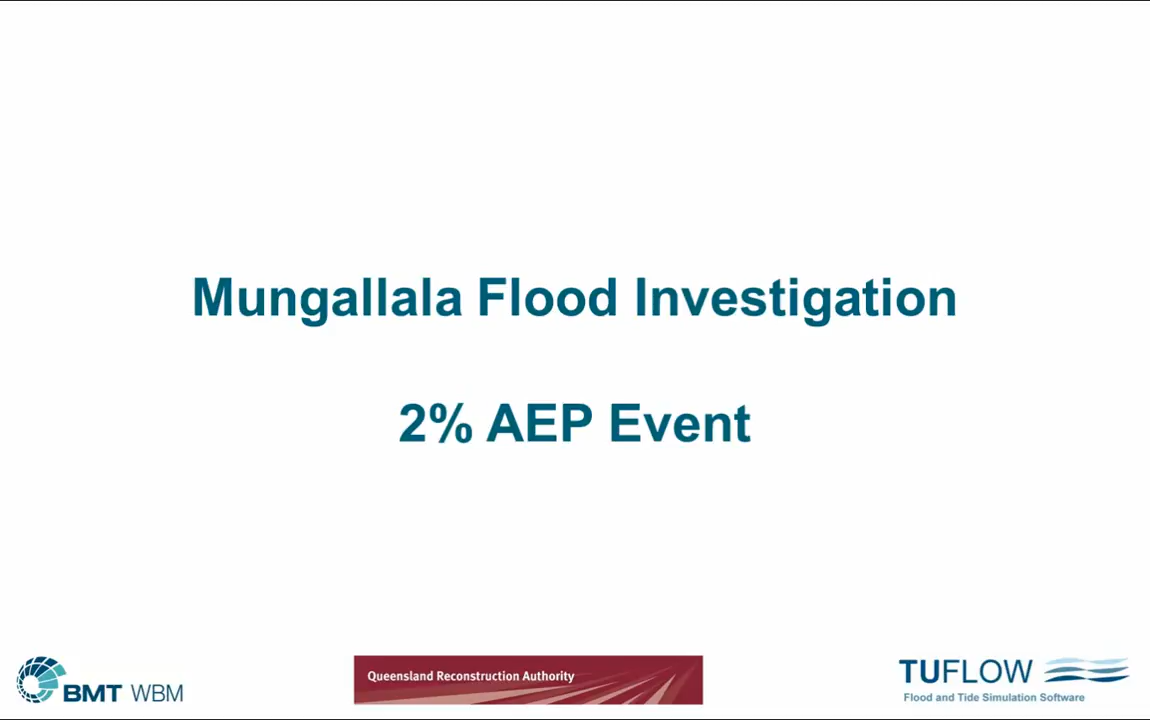 Mungallala Flood Investigation
2% AEP Event
BMT WBM
Queensland Reconstruction Authority
TUFLOW
Flood and Tide Simulation Software